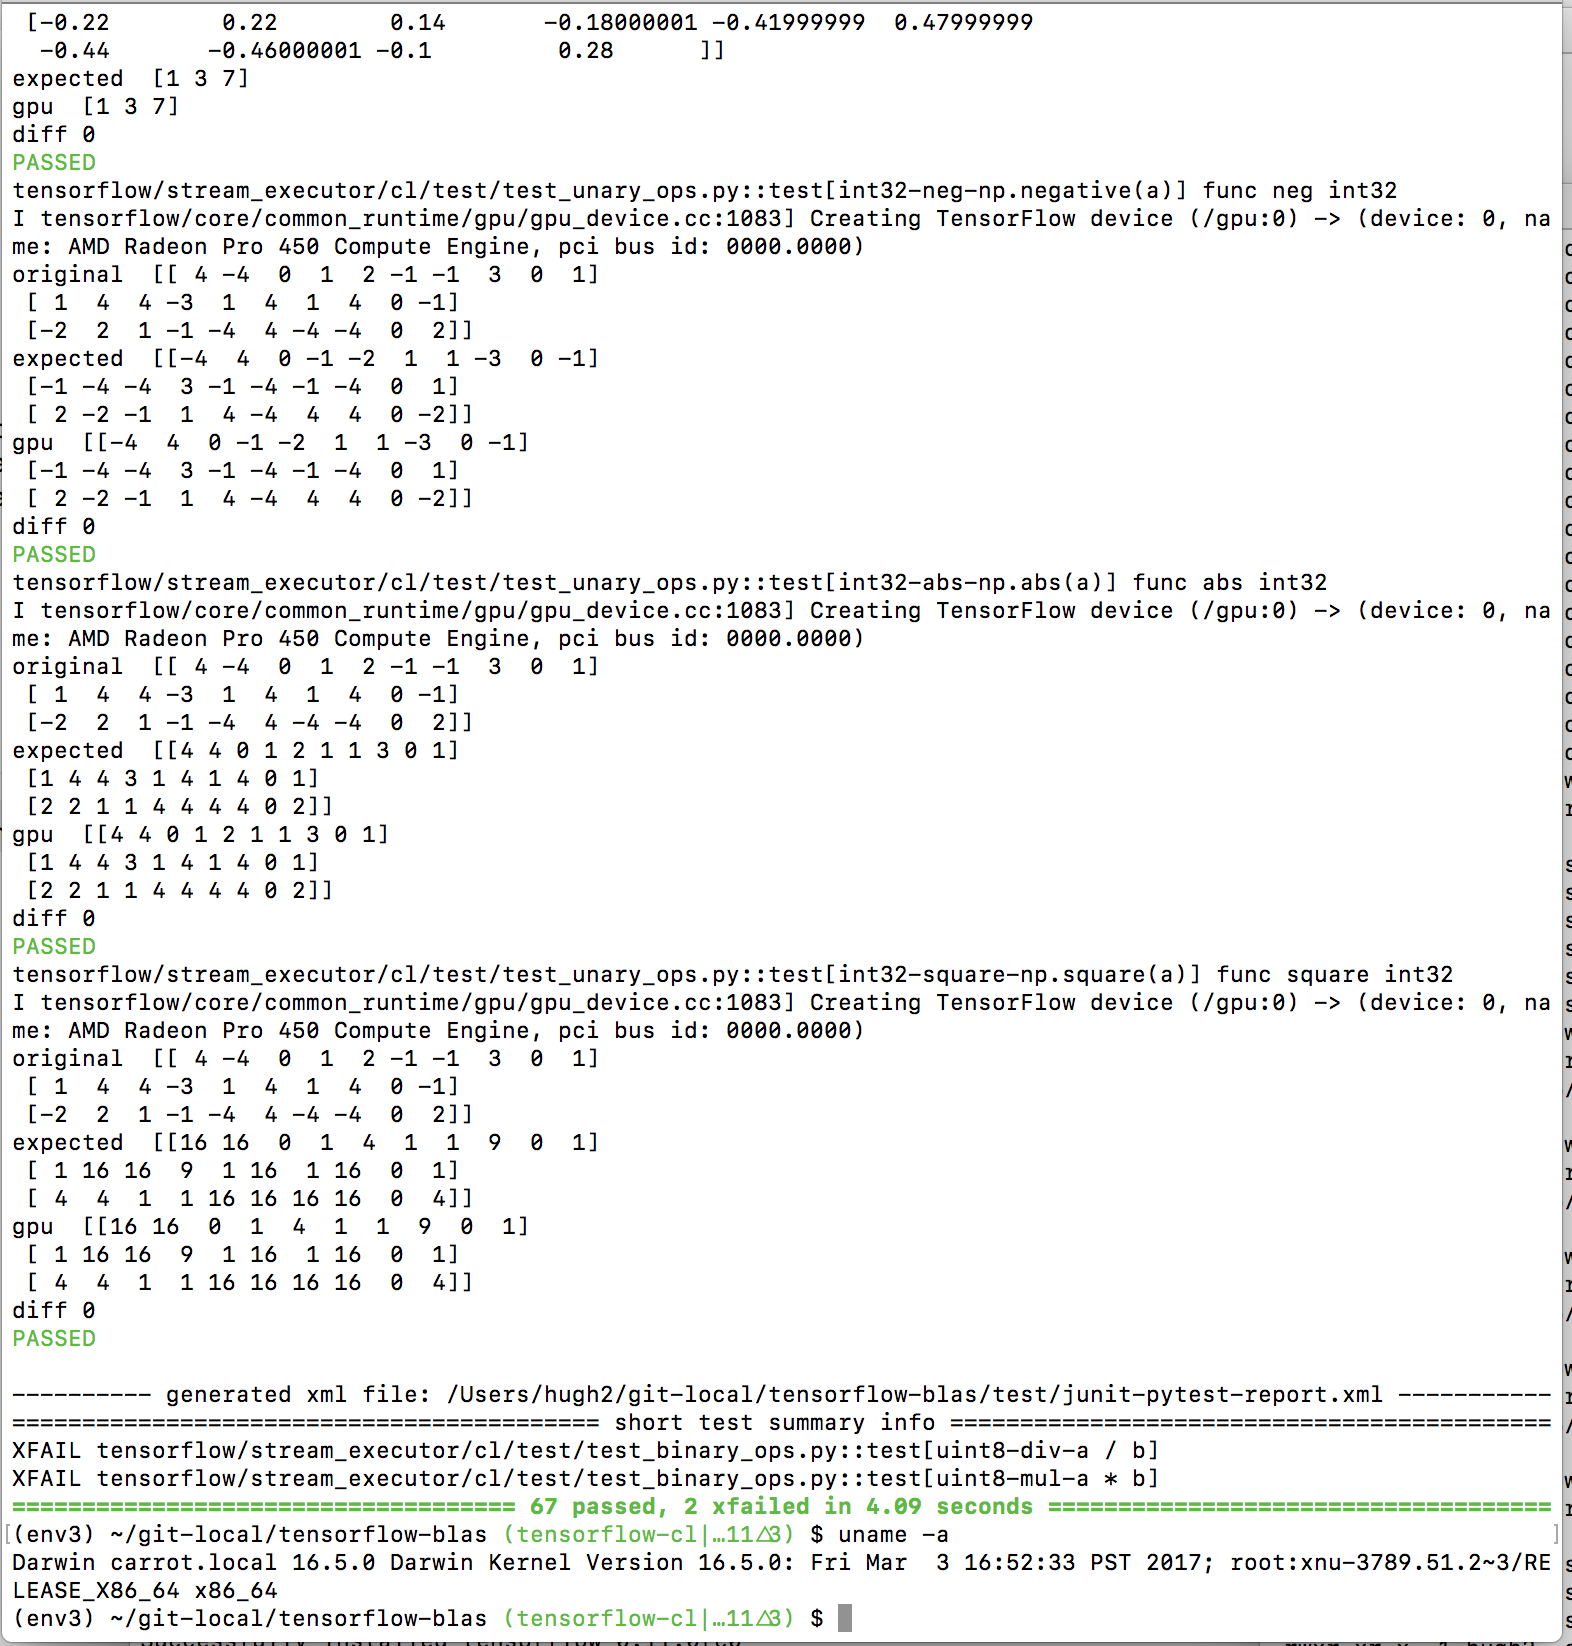 [-0.22        0.22        0.14       -0.18000001 -0.41999999  0.47999999
  -0.44       -0.46000001 -0.1         0.28      ]]
expected  [1 3 7]
gpu  [1 3 7]
diff 0
PASSED
tensorflow/stream_executor/cl/test/test_unary_ops.py::test[int32-neg-np.negative(a)] func neg int32
I tensorflow/core/common_runtime/gpu/gpu_device.cc:1083] Creating TensorFlow device (/gpu:0) -> (device: 0, na
me: AMD Radeon Pro 450 Compute Engine, pci bus id: 0000.0000)
original  [[ 4 -4  0  1  2 -1 -1  3  0  1]
 [ 1  4  4 -3  1  4  1  4  0 -1]
 [-2  2  1 -1 -4  4 -4 -4  0  2]]
expected  [[-4  4  0 -1 -2  1  1 -3  0 -1]
 [-1 -4 -4  3 -1 -4 -1 -4  0  1]
 [ 2 -2 -1  1  4 -4  4  4  0 -2]]
gpu  [[-4  4  0 -1 -2  1  1 -3  0 -1]
 [-1 -4 -4  3 -1 -4 -1 -4  0  1]
 [ 2 -2 -1  1  4 -4  4  4  0 -2]]
diff 0
PASSED
tensorflow/stream_executor/cl/test/test_unary_ops.py::test[int32-abs-np.abs(a)] func abs int32
I tensorflow/core/common_runtime/gpu/gpu_device.cc:1083] Creating TensorFlow device (/gpu:0) -> (device: 0, na
me: AMD Radeon Pro 450 Compute Engine, pci bus id: 0000.0000)
original  [[ 4 -4  0  1  2 -1 -1  3  0  1]
 [ 1  4  4 -3  1  4  1  4  0 -1]
 [-2  2  1 -1 -4  4 -4 -4  0  2]]
expected  [[4 4 0 1 2 1 1 3 0 1]
 [1 4 4 3 1 4 1 4 0 1]
 [2 2 1 1 4 4 4 4 0 2]]
gpu  [[4 4 0 1 2 1 1 3 0 1]
 [1 4 4 3 1 4 1 4 0 1]
 [2 2 1 1 4 4 4 4 0 2]]
diff 0
PASSED
tensorflow/stream_executor/cl/test/test_unary_ops.py::test[int32-square-np.square(a)] func square int32
I tensorflow/core/common_runtime/gpu/gpu_device.cc:1083] Creating TensorFlow device (/gpu:0) -> (device: 0, na
me: AMD Radeon Pro 450 Compute Engine, pci bus id: 0000.0000)
original  [[ 4 -4  0  1  2 -1 -1  3  0  1]
 [ 1  4  4 -3  1  4  1  4  0 -1]
 [-2  2  1 -1 -4  4 -4 -4  0  2]]
expected  [[16 16  0  1  4  1  1  9  0  1]
 [ 1 16 16  9  1 16  1 16  0  1]
 [ 4  4  1  1 16 16 16 16  0  4]]
gpu  [[16 16  0  1  4  1  1  9  0  1]
 [ 1 16 16  9  1 16  1 16  0  1]
 [ 4  4  1  1 16 16 16 16  0  4]]
diff 0
PASSED
---------- generated xml file: /Users/hugh2/git-local/tensorflow-blas/test/junit-pytest-report.xml -----------
========================================== short test summary info ===========================================
XFAIL tensorflow/stream_executor/cl/test/test_binary_ops.py::test[uint8-div-a / b]
XFAIL tensorflow/stream_executor/cl/test/test_binary_ops.py::test[uint8-mul-a * b]
==================================== 67 passed, 2 xfailed in 4.09 seconds ====================================
(env3) ~/git-local/tensorflow-blas (tensorflow-cl|…11△3) $ uname -a
Darwin carrot.local 16.5.0 Darwin Kernel Version 16.5.0: Fri Mar  3 16:52:33 PST 2017; root:xnu-3789.51.2~3/RE
LEASE_X86_64 x86_64
(env3) ~/git-local/tensorflow-blas (tensorflow-cl|…11△3) $